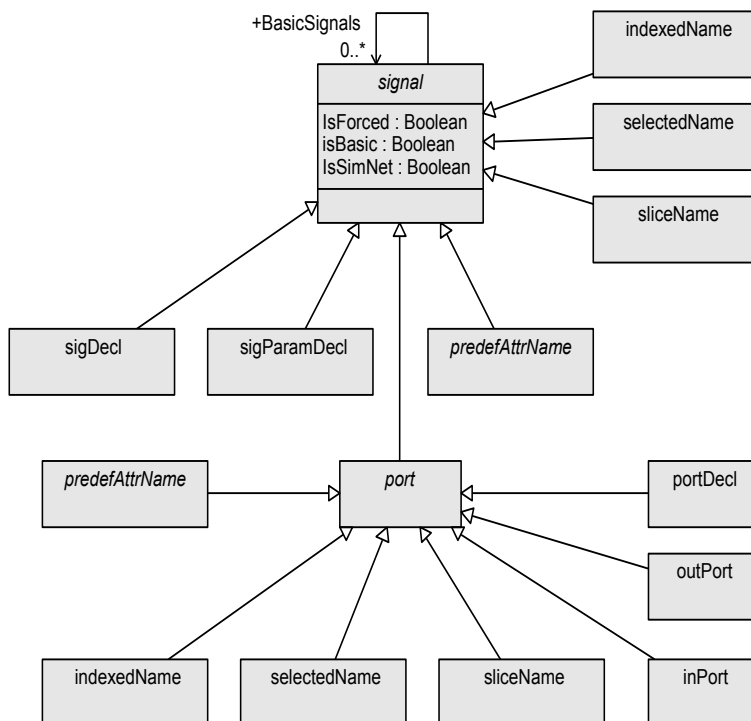 +BasicSignals
0..*
indexedName
signal
IsForced : Boolean
isBasic : Boolean
IsSimNet : Boolean
selectedName
sliceName
sigDecl
sigParamDecl
predefAttrName
predefAttrName
port
portDecl
outPort
indexedName
selectedName
sliceName
inPort